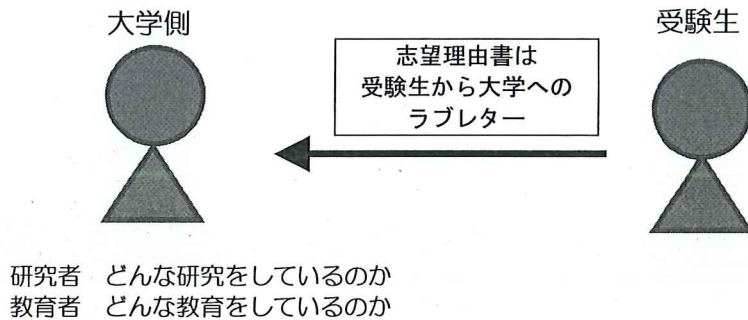 大学側
受験生
志望理由書は
受験生から大学への
ラブレター
研究者　どんな研究をしているのか
教育者　どんな教育をしているのか